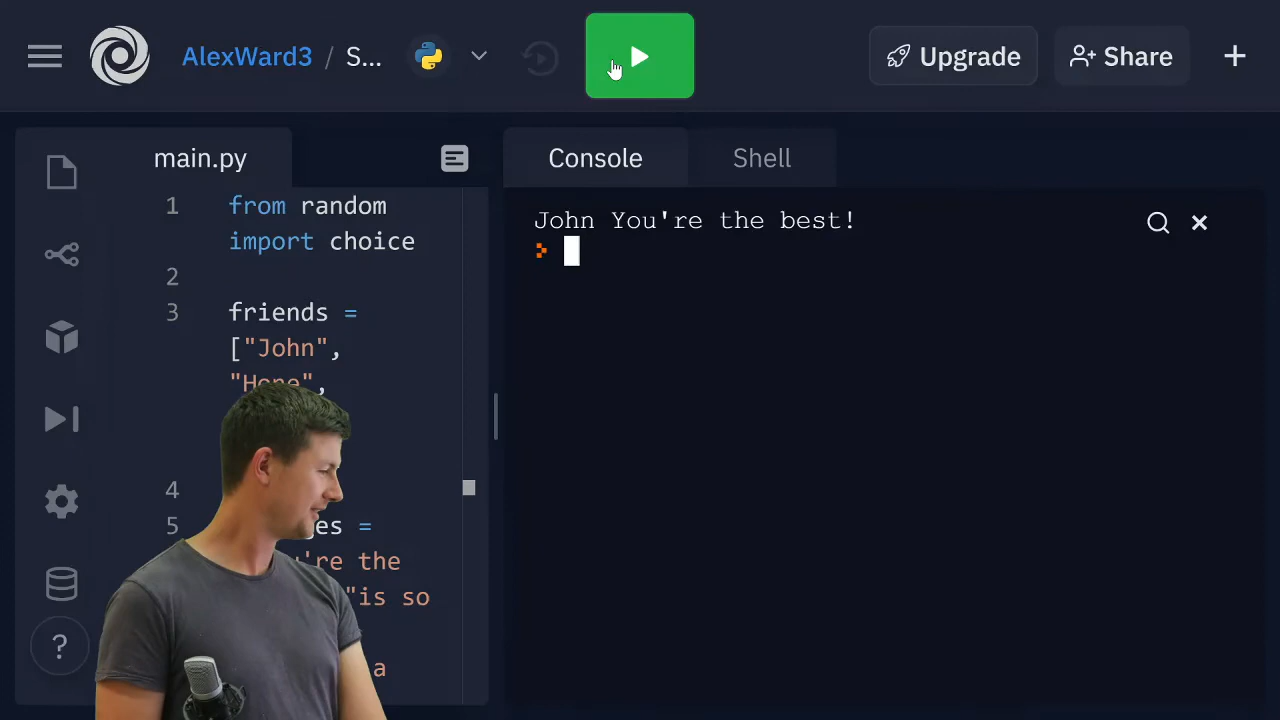 AlexWard3 / S...
Upgrade
Share
main.py
Console
Shell
1 from random
import choice
2
3 friends =
["John",
"Hope",
4
5 es =
're the
"is so
a
John You're the best!
?